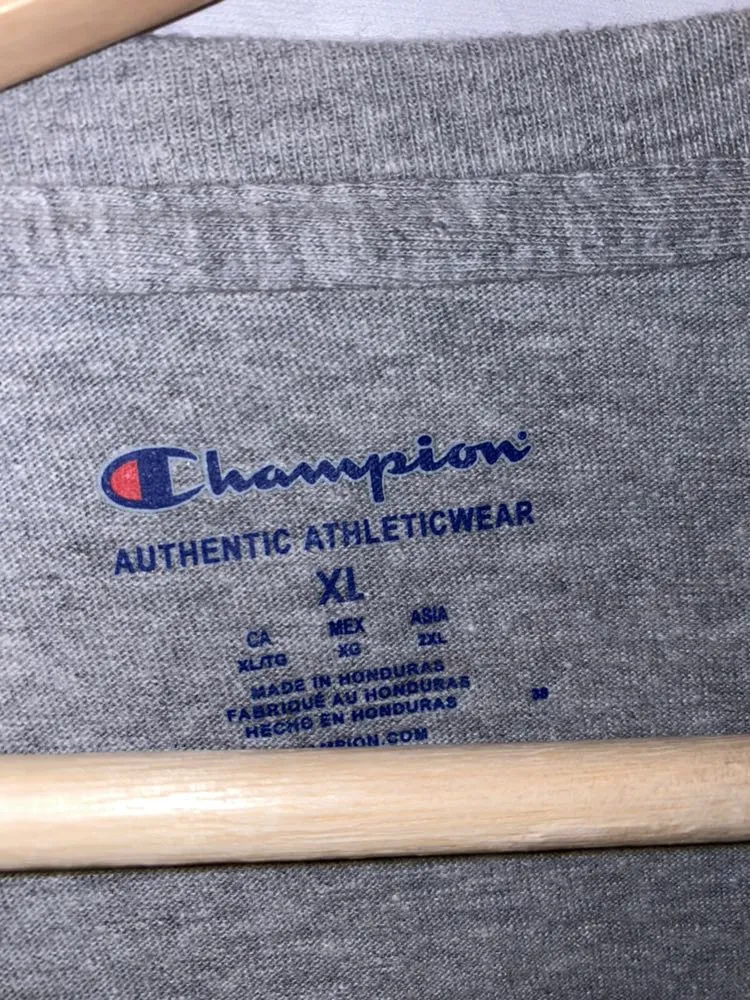 Champion
AUTHENTIC ATHLETICWEAR
XL
CA MEX ASIA
XL/TG XG 2XL
MADE IN HONDURAS
FABRIQUÉ AU HONDURAS
HECHO EN HONDURAS